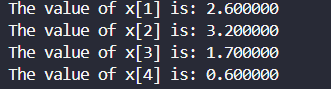 The value of x[1] is: 2.600000
The value of x[2] is: 3.200000
The value of x[3] is: 1.700000
The value of x[4] is: 0.600000